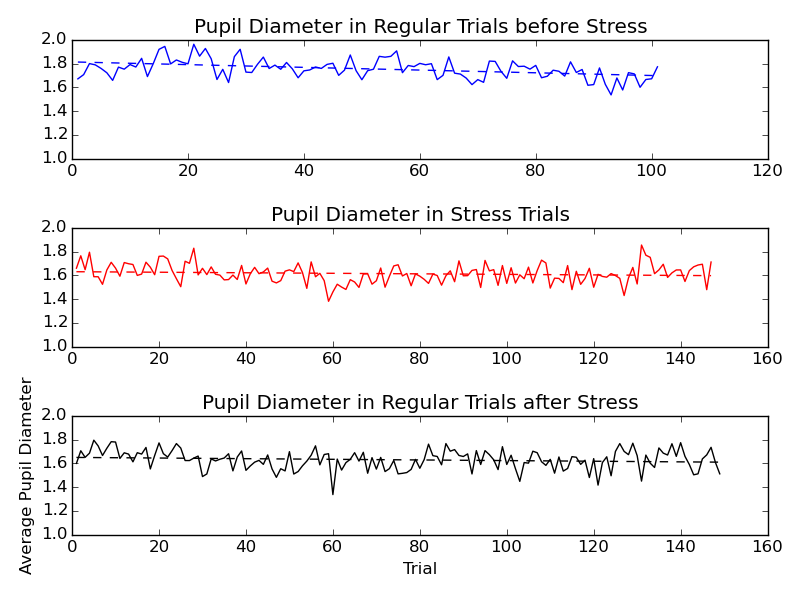 Pupil Diameter in Regular Trials before Stress
2.0
1.8
1.6
1.4
1.2
1.0
0 20 40 60 80 100 120
Pupil Diameter in Stress Trials
2.0
1.8
1.6
1.4
1.2
1.0
0 20 40 60 80 100 120 140 160
Pupil Diameter in Regular Trials after Stress
2.0
1.8
1.6
1.4
1.2
1.0
0 20 40 60 80 100 120 140 160
Average Pupil Diameter
Trial